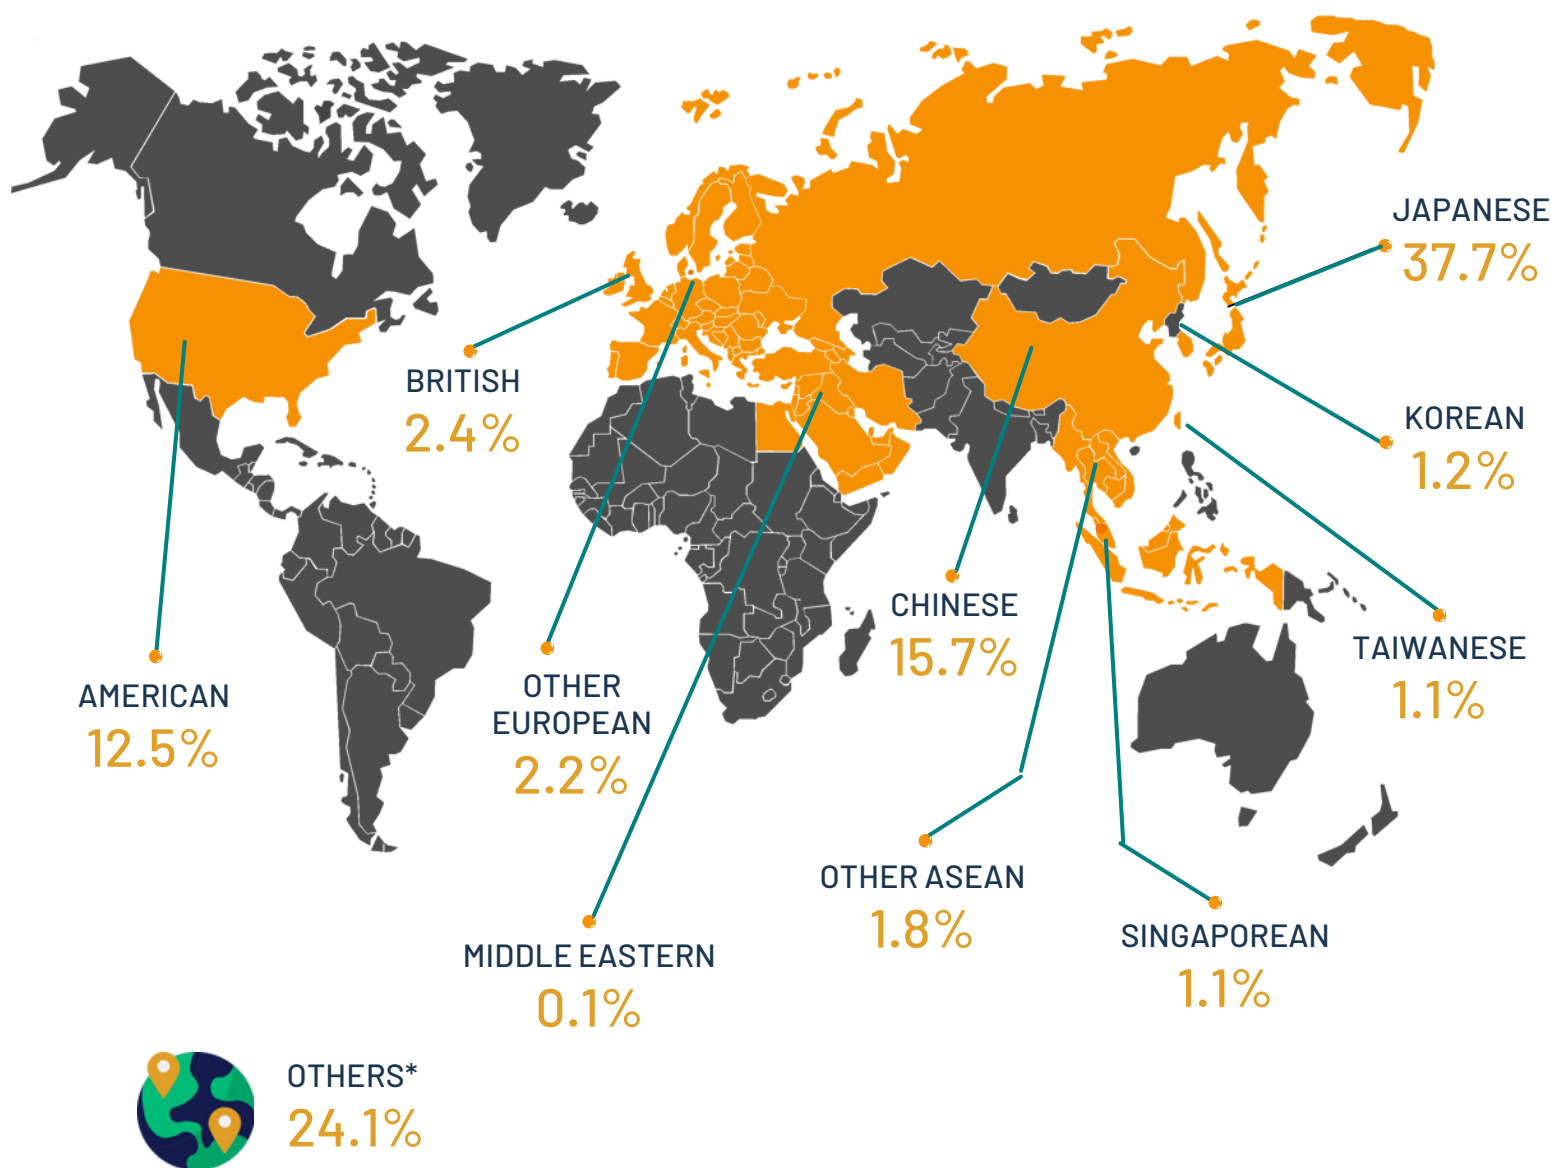 JAPANESE
37.7%
BRITISH
2.4%
KOREAN
1.2%
CHINESE
15.7%
TAIWANESE
1.1%
AMERICAN
12.5%
OTHER
EUROPEAN
2.2%
OTHER ASEAN
1.8%
SINGAPOREAN
1.1%
MIDDLE EASTERN
0.1%
OTHERS*
24.1%